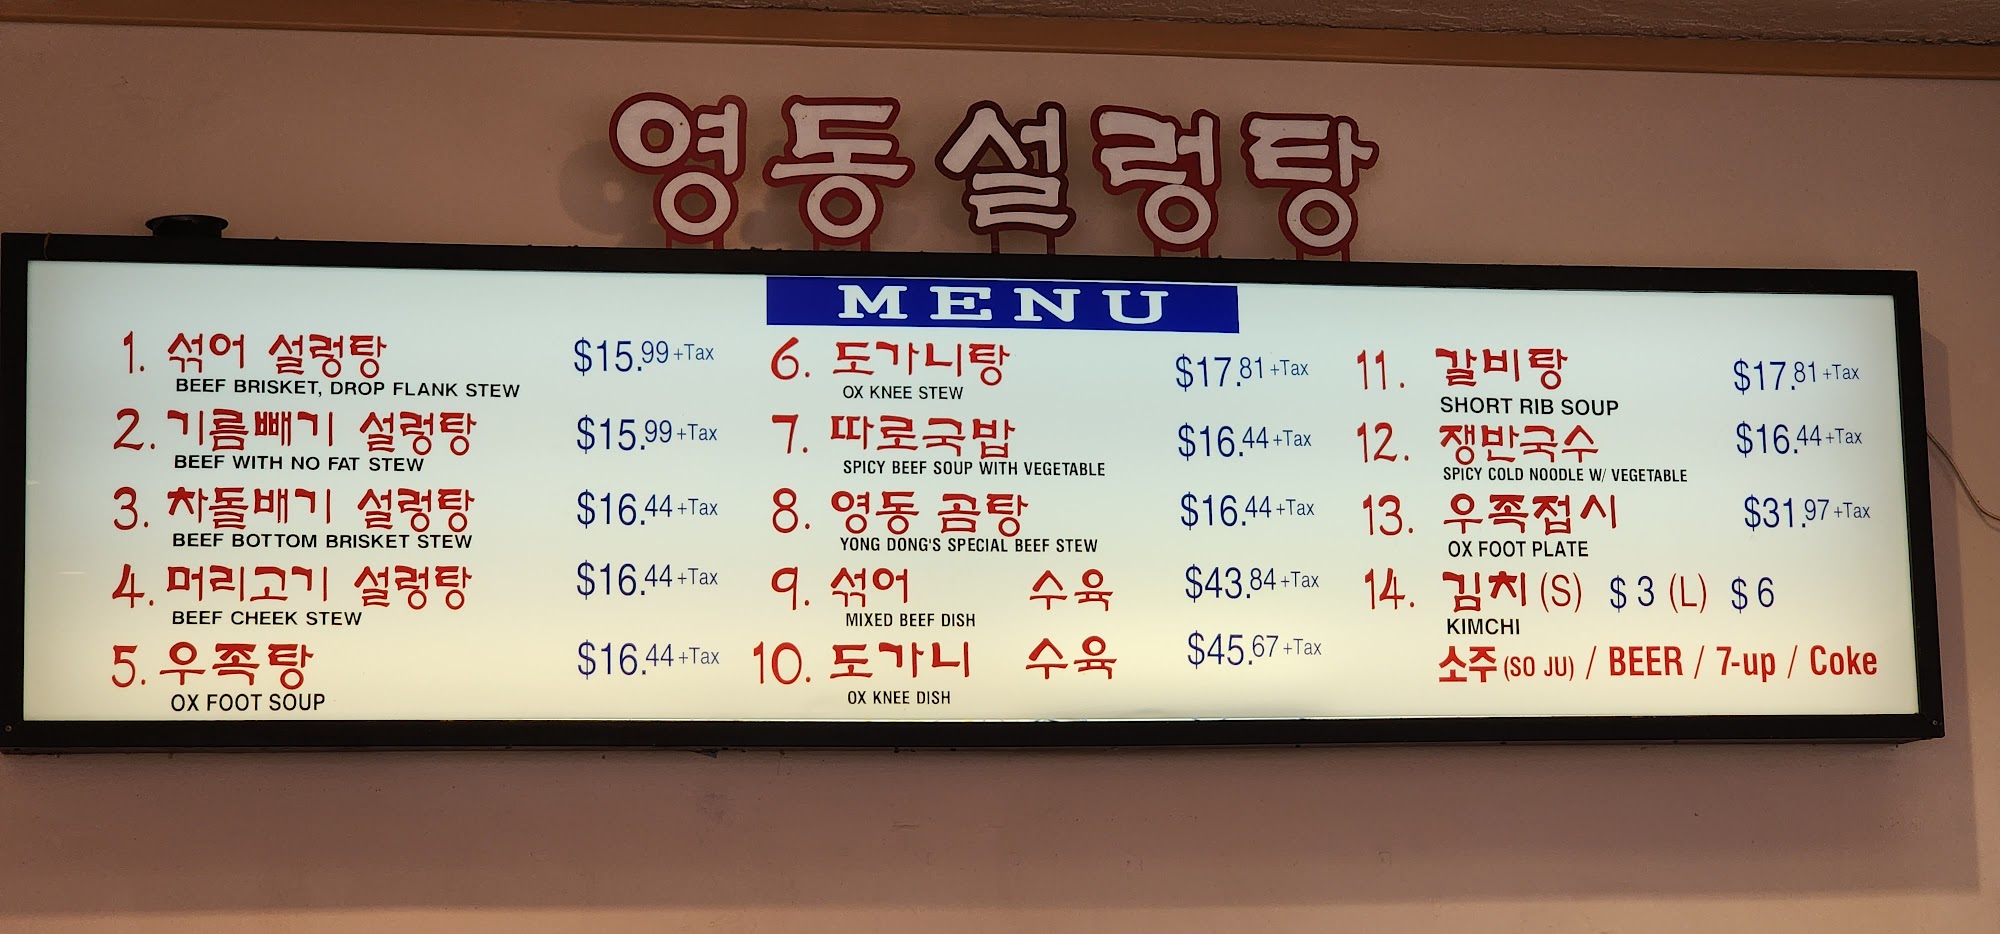 영동설렁탕
MENU
1. 섞어 설렁탕 $15.99+Tax
BEEF BRISKET, DROP FLANK STEW
2. 기름빼기 설렁탕 $15.99+Tax
BEEF WITH NO FAT STEW
3. 차돌배기 설렁탕 $16.44+Tax
BEEF BOTTOM BRISKET STEW
4. 머리고기 설렁탕 $16.44+Tax
BEEF CHEEK STEW
5. 우족탕 $16.44+Tax
OX FOOT SOUP
6. 도가니탕 $17.81+Tax
OX KNEE STEW
7. 따로국밥 $16.44+Tax
SPICY BEEF SOUP WITH VEGETABLE
8. 영동 곰탕 $16.44+Tax
YONG DONG'S SPECIAL BEEF STEW
9. 섞어 수육 $43.84+Tax
MIXED BEEF DISH
10. 도가니 수육 $45.67+Tax
OX KNEE DISH
11. 갈비탕 $17.81+Tax
SHORT RIB SOUP
12. 쟁반국수 $16.44+Tax
SPICY COLD NOODLE W/ VEGETABLE
13. 우족접시 $31.97+Tax
OX FOOT PLATE
14. 김치 (S) $3 (L) $6
KIMCHI
소주 (SO JU) / BEER / 7-up / Coke